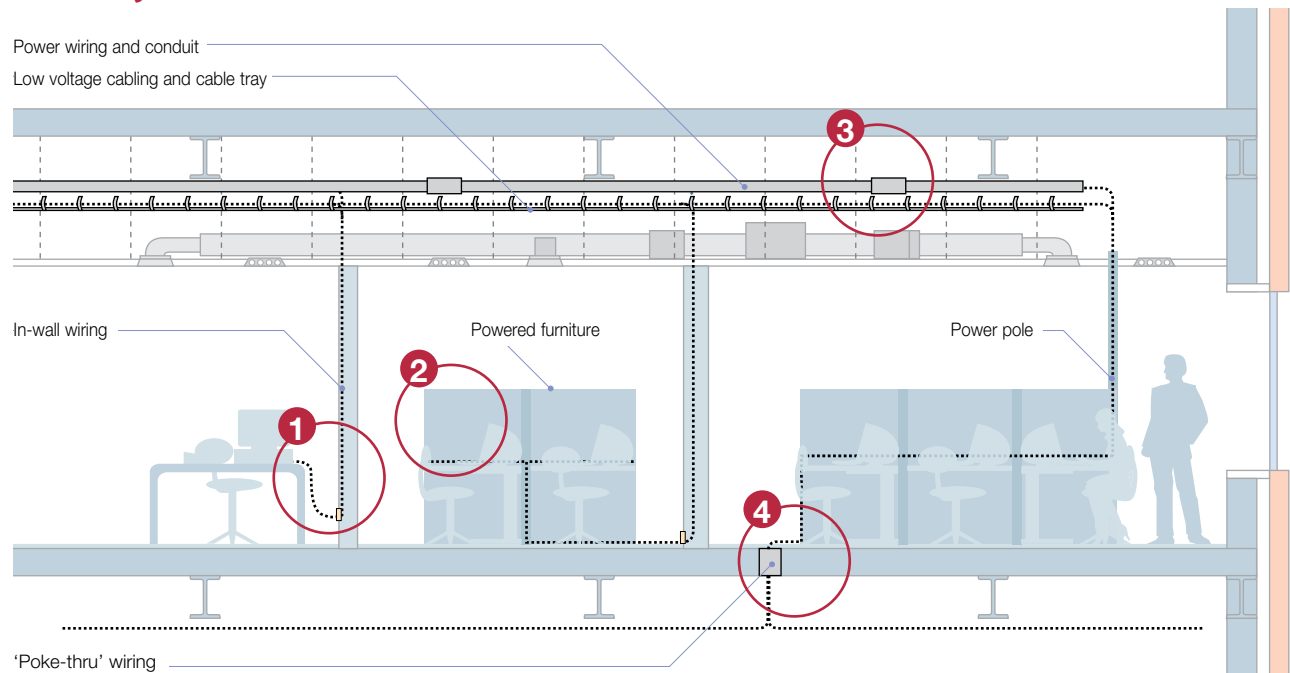 Power wiring and conduit
Low voltage cabling and cable tray
3
In-wall wiring
Powered furniture
Power pole
2
1
4
‘Poke-thru’ wiring